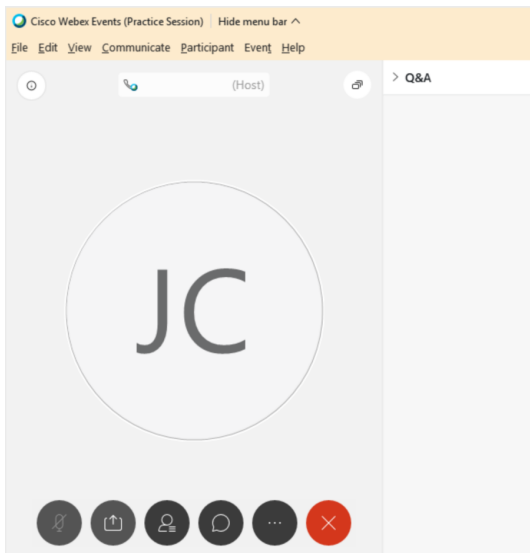 Cisco Webex Events (Practice Session) Hide menu bar
File Edit View Communicate Participant Event Help
(Host)
Q&A
JC